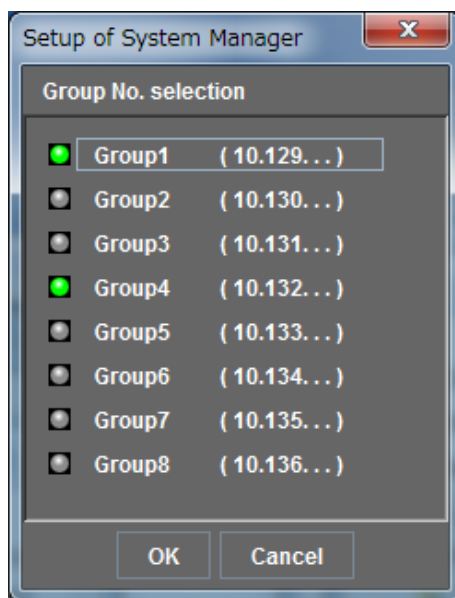 Setup of System Manager
Group No. selection
Group1 (10.129...)
Group2 (10.130...)
Group3 (10.131...)
Group4 (10.132...)
Group5 (10.133...)
Group6 (10.134...)
Group7 (10.135...)
Group8 (10.136...)
OK Cancel